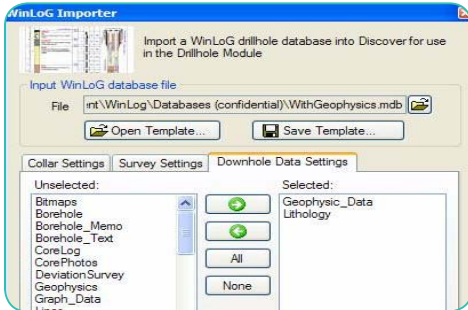 WinLoG Importer
Import a WinLoG drillhole database into Discover for use
in the Drillhole Module
Input WinLoG database file
File nt\WinLog\Databases (confidential)\WithGeophysics.mdb
Open Template... Save Template...
Collar Settings Survey Settings Downhole Data Settings
Unselected: Selected:
Bitmaps Geophysic_Data
Borehole Lithology
Borehole_Memo
Borehole_Text
CoreLog
CorePhotos All
DeviationSurvey
Geophysics None
Graph_Data